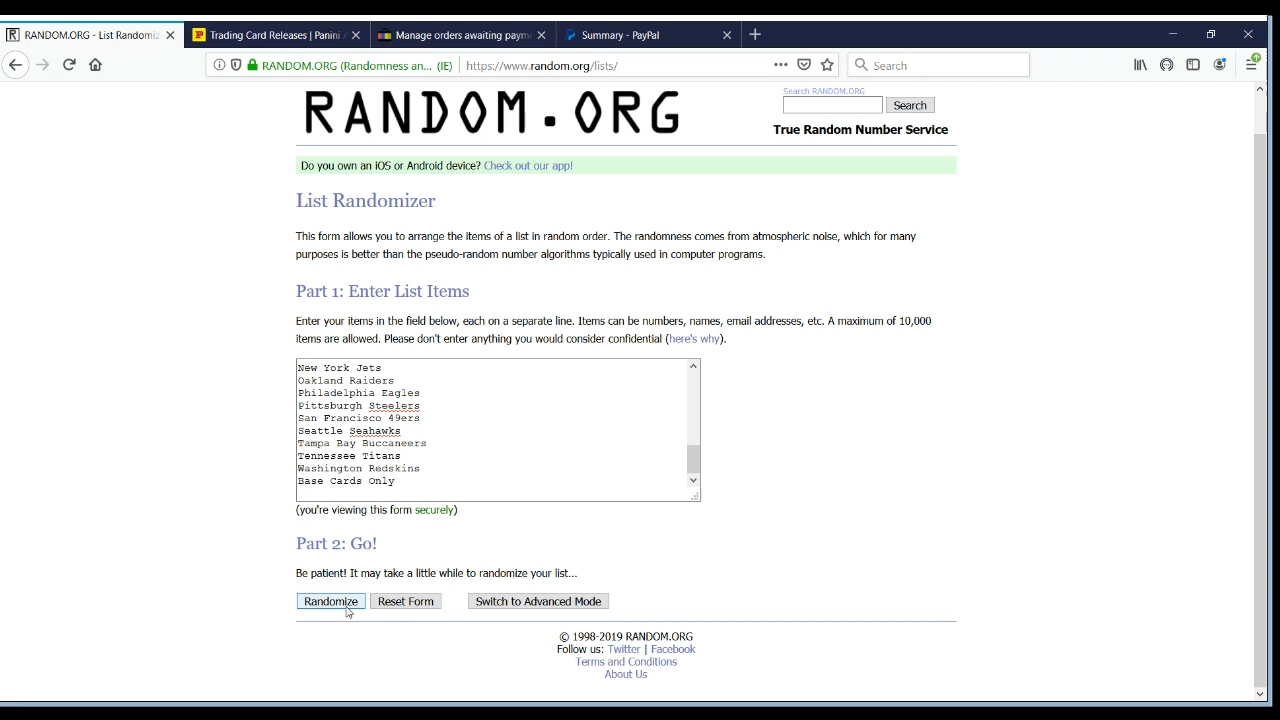 RANDOM.ORG - List Randomiz
Trading Card Releases | Panini
Manage orders awaiting paym
Summary - PayPal
RANDOM.ORG (Randomness an... (IE)
https://www.random.org/lists/
Search
RANDOM.ORG
Search RANDOM.ORG
Search
True Random Number Service
Do you own an iOS or Android device? Check out our app!
List Randomizer
This form allows you to arrange the items of a list in random order. The randomness comes from atmospheric noise, which for many
purposes is better than the pseudo-random number algorithms typically used in computer programs.
Part 1: Enter List Items
Enter your items in the field below, each on a separate line. Items can be numbers, names, email addresses, etc. A maximum of 10,000
items are allowed. Please don't enter anything you would consider confidential (here's why).
New York Jets
Oakland Raiders
Philadelphia Eagles
Pittsburgh Steelers
San Francisco 49ers
Seattle Seahawks
Tampa Bay Buccaneers
Tennessee Titans
Washington Redskins
Base Cards Only
(you're viewing this form securely)
Part 2: Go!
Be patient! It may take a little while to randomize your list...
Randomize
Reset Form
Switch to Advanced Mode
© 1998-2019 RANDOM.ORG
Follow us: Twitter | Facebook
Terms and Conditions
About Us